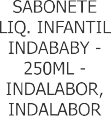 SABONETE
LIQ. INFANTIL
INDABABY -
250ML -
INDALABOR,
INDALABOR